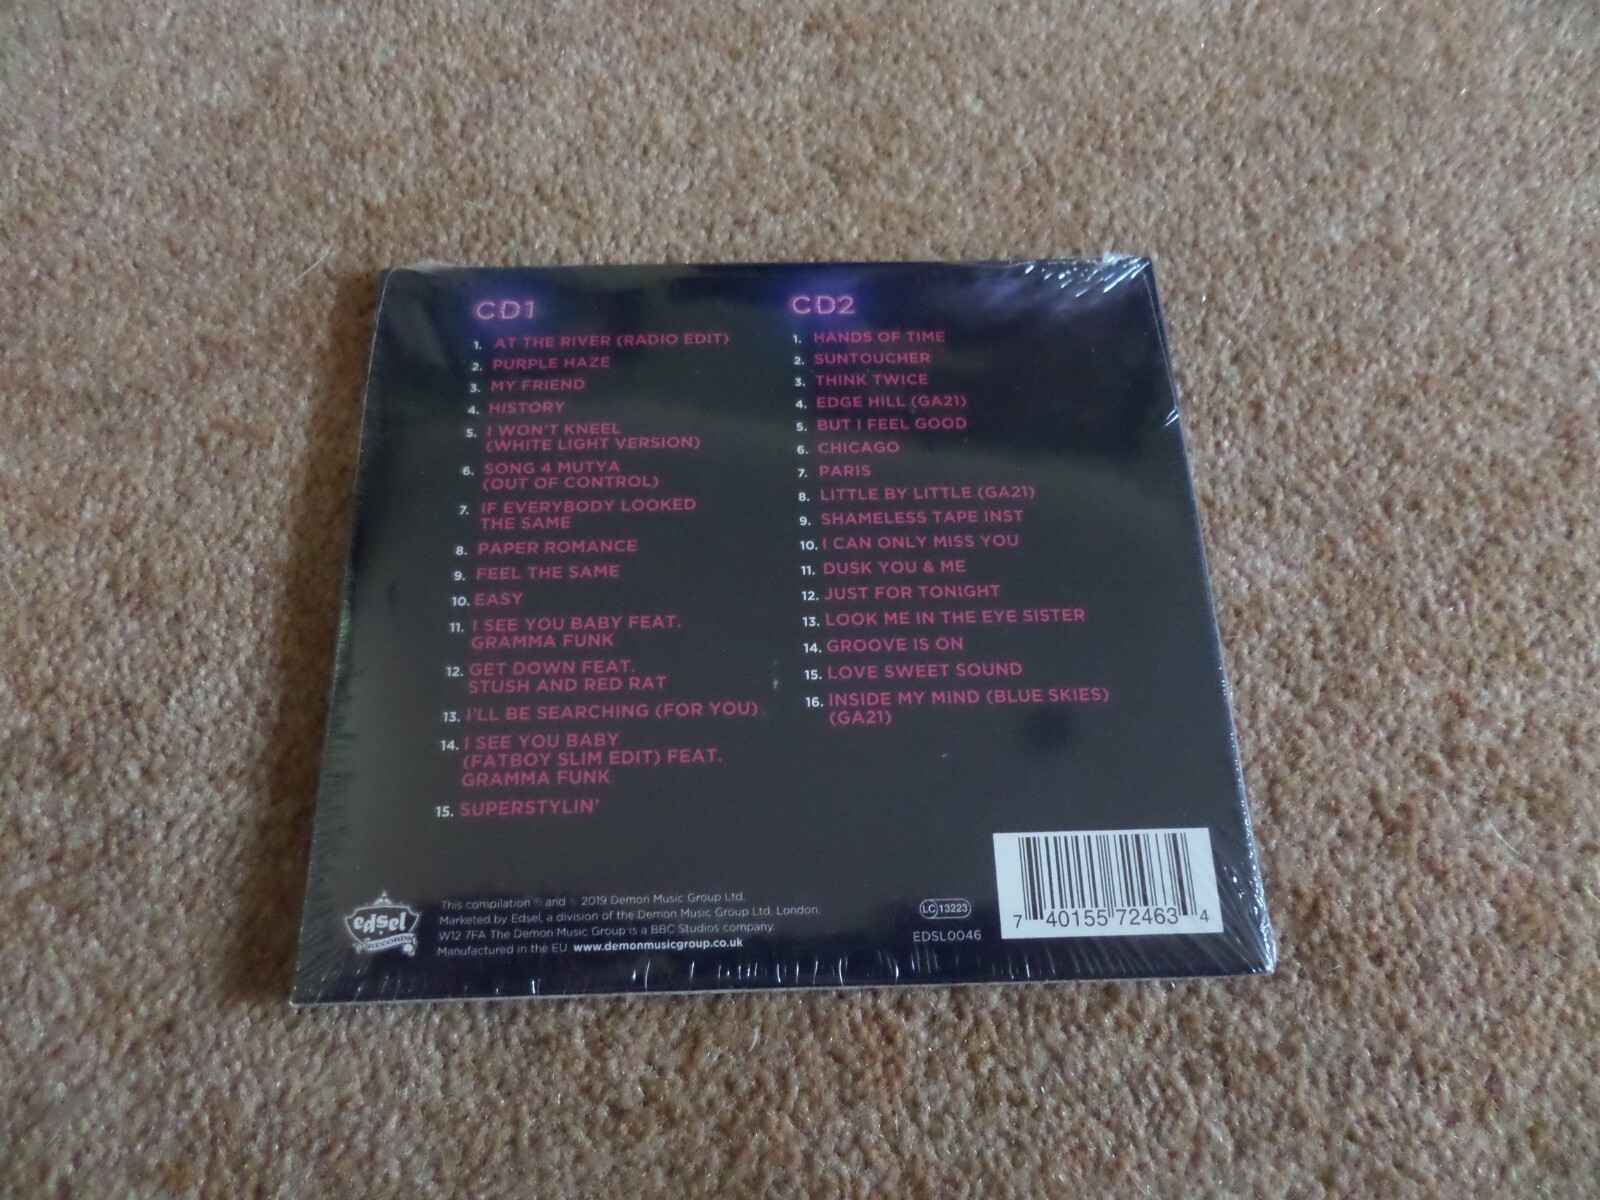 CD1
1. AT THE RIVER (RADIO EDIT)
2. PURPLE HAZE
3. MY FRIEND
4. HISTORY
5. I WON'T KNEEL
(WHITE LIGHT VERSION)
6. SONG 4 MUTYA
(OUT OF CONTROL)
7. IF EVERYBODY LOOKED
THE SAME
8. PAPER ROMANCE
9. FEEL THE SAME
10. EASY
11. I SEE YOU BABY FEAT.
GRAMMA FUNK
12. GET DOWN FEAT.
STUSH AND RED RAT
13. I'LL BE SEARCHING (FOR YOU)
14. I SEE YOU BABY
(FATBOY SLIM EDIT) FEAT.
GRAMMA FUNK
15. SUPERSTYLIN'
CD2
1. HANDS OF TIME
2. SUNTOUCHER
3. THINK TWICE
4. EDGE HILL (GA21)
5. BUT I FEEL GOOD
6. CHICAGO
7. PARIS
8. LITTLE BY LITTLE (GA21)
9. SHAMELESS TAPE INST
10. I CAN ONLY MISS YOU
11. DUSK YOU & ME
12. JUST FOR TONIGHT
13. LOOK ME IN THE EYE SISTER
14. GROOVE IS ON
15. LOVE SWEET SOUND
16. INSIDE MY MIND (BLUE SKIES)
(GA21)
edsel
RECORDS
This compilation ℗ and © 2019 Demon Music Group Ltd.
Marketed by Edsel, a division of the Demon Music Group Ltd. London,
W12 7FA The Demon Music Group is a BBC Studios company.
Manufactured in the EU. www.demonmusicgroup.co.uk
LC 13223
EDSL0046
7 40155 72463 4